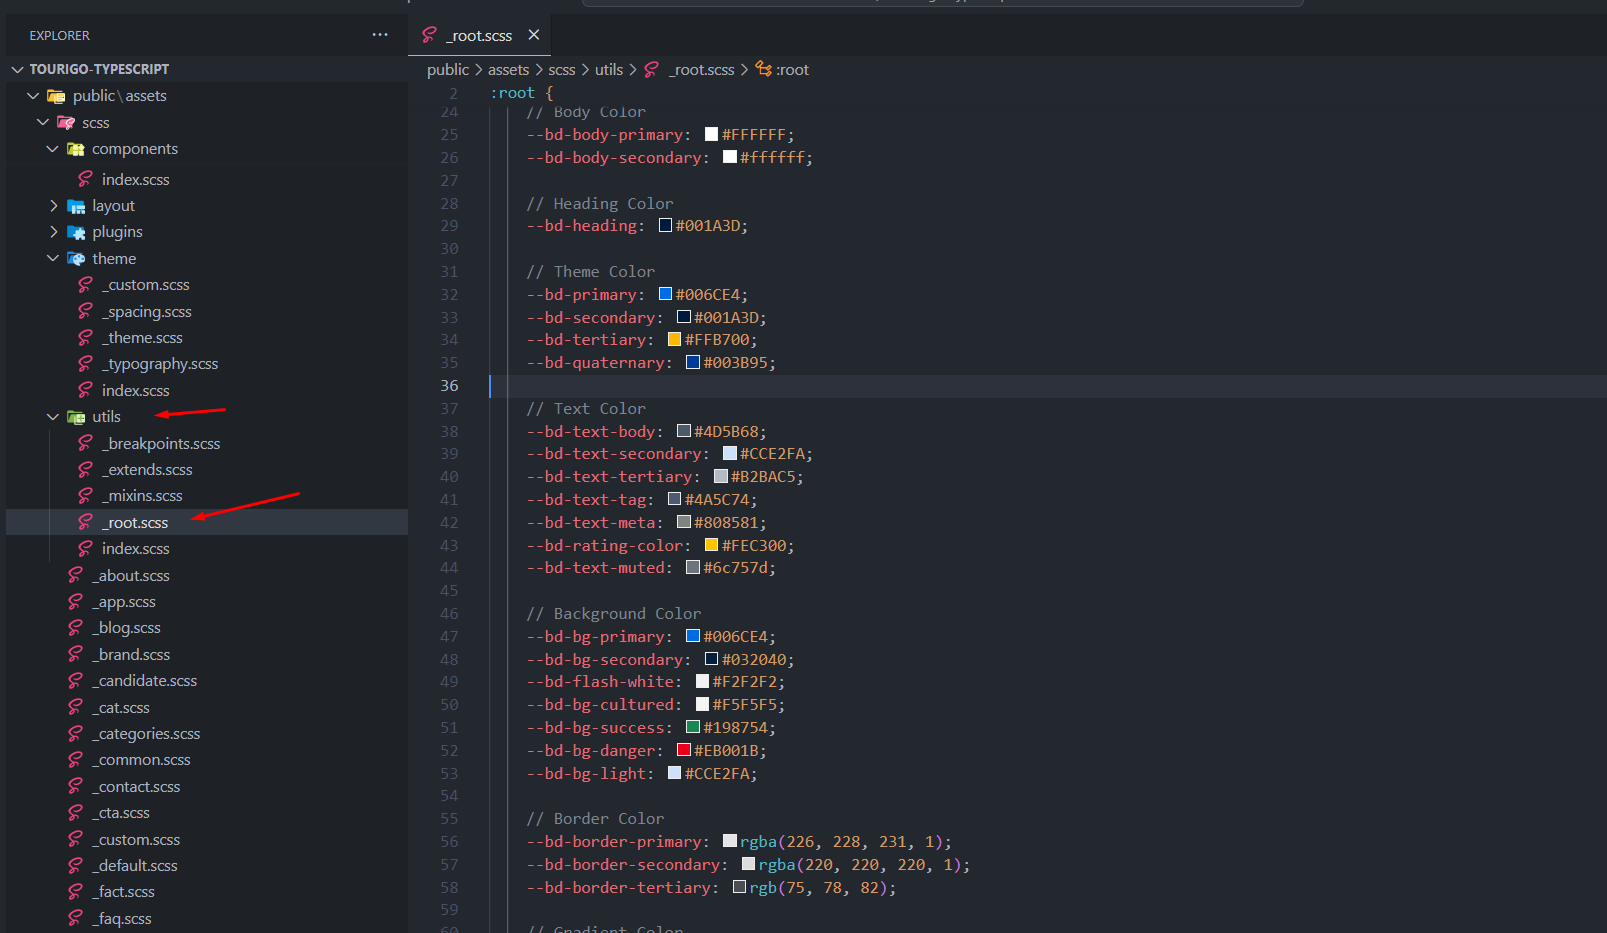 EXPLORER
TOURIGO-TYPESCRIPT
public\assets
scss
components
index.scss
layout
plugins
theme
_custom.scss
_spacing.scss
_theme.scss
_typography.scss
index.scss
utils
_breakpoints.scss
_extends.scss
_mixins.scss
_root.scss
index.scss
_about.scss
_app.scss
_blog.scss
_brand.scss
_candidate.scss
_cat.scss
_categories.scss
_common.scss
_contact.scss
_cta.scss
_custom.scss
_default.scss
_fact.scss
_faq.scss
_root.scss
public > assets > scss > utils > _root.scss > :root
2 :root {
24 // Body Color
25 --bd-body-primary: #FFFFFF;
26 --bd-body-secondary: #ffffff;
27
28 // Heading Color
29 --bd-heading: #001A3D;
30
31 // Theme Color
32 --bd-primary: #006CE4;
33 --bd-secondary: #001A3D;
34 --bd-tertiary: #FFB700;
35 --bd-quaternary: #003B95;
36
37 // Text Color
38 --bd-text-body: #4D5B68;
39 --bd-text-secondary: #CCE2FA;
40 --bd-text-tertiary: #B2BAC5;
41 --bd-text-tag: #4A5C74;
42 --bd-text-meta: #808581;
43 --bd-rating-color: #FEC300;
44 --bd-text-muted: #6c757d;
45
46 // Background Color
47 --bd-bg-primary: #006CE4;
48 --bd-bg-secondary: #032040;
49 --bd-flash-white: #F2F2F2;
50 --bd-bg-cultured: #F5F5F5;
51 --bd-bg-success: #198754;
52 --bd-bg-danger: #EB001B;
53 --bd-bg-light: #CCE2FA;
54
55 // Border Color
56 --bd-border-primary: rgba(226, 228, 231, 1);
57 --bd-border-secondary: rgba(220, 220, 220, 1);
58 --bd-border-tertiary: rgb(75, 78, 82);
59
60 // Gradient Color